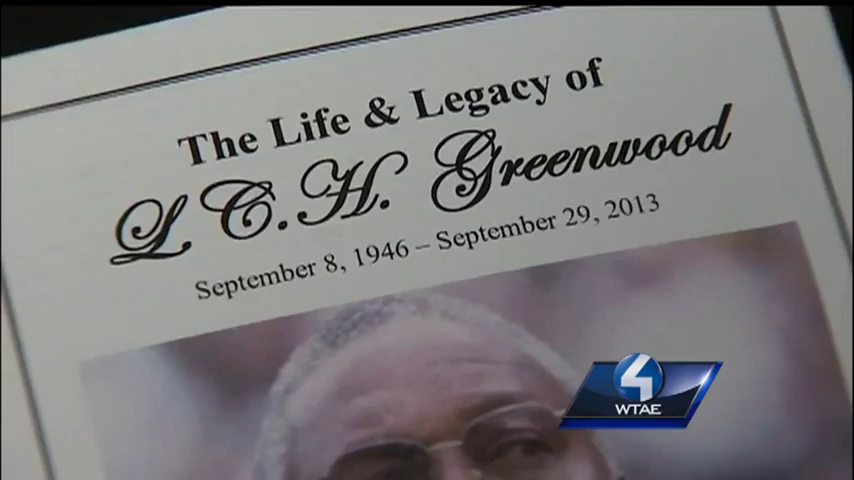 The Life & Legacy of
L C.H. Greenwood
September 8, 1946 – September 29, 2013
4
WTAE